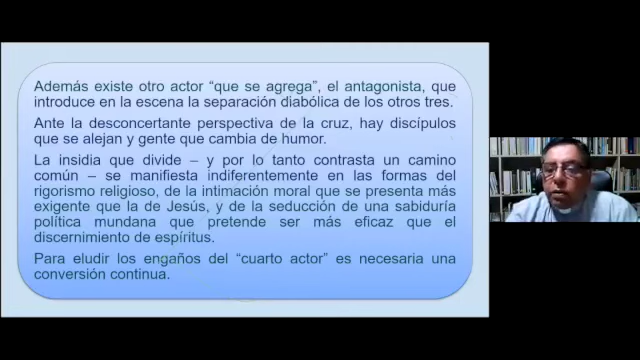 Además existe otro actor “que se agrega”, el antagonista, que
introduce en la escena la separación diabólica de los otros tres.
Ante la desconcertante perspectiva de la cruz, hay discípulos
que se alejan y gente que cambia de humor.
La insidia que divide – y por lo tanto contrasta un camino
común – se manifiesta indiferentemente en las formas del
rigorismo religioso, de la intimación moral que se presenta más
exigente que la de Jesús, y de la seducción de una sabiduría
política mundana que pretende ser más eficaz que el
discernimiento de espíritus.
Para eludir los engaños del “cuarto actor” es necesaria una
conversión continua.